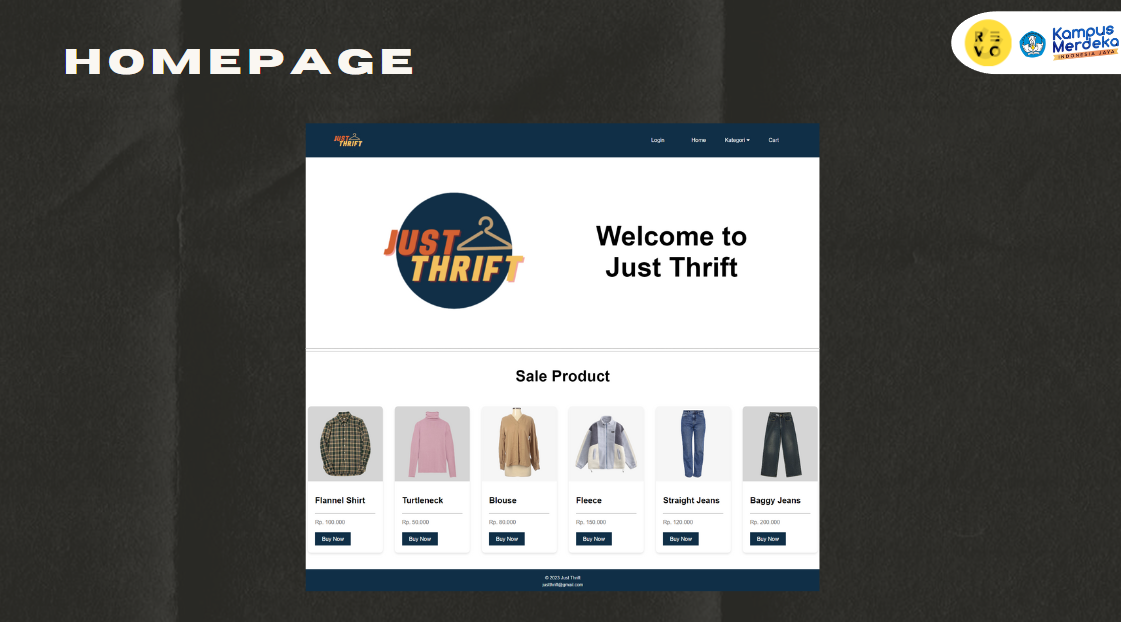 HOMEPAGE
REVO
Kampus
Merdeka
INDONESIA JAYA
JUST
THRIFT
Login Home Kategori Cart
JUST
THRIFT
Welcome to
Just Thrift
Sale Product
Flannel Shirt Turtleneck Blouse Fleece Straight Jeans Baggy Jeans
Rp. 100.000 Rp. 50.000 Rp. 80.000 Rp. 150.000 Rp. 120.000 Rp. 200.000
Buy Now Buy Now Buy Now Buy Now Buy Now Buy Now
© 2023 Just Thrift
justthrift@gmail.com